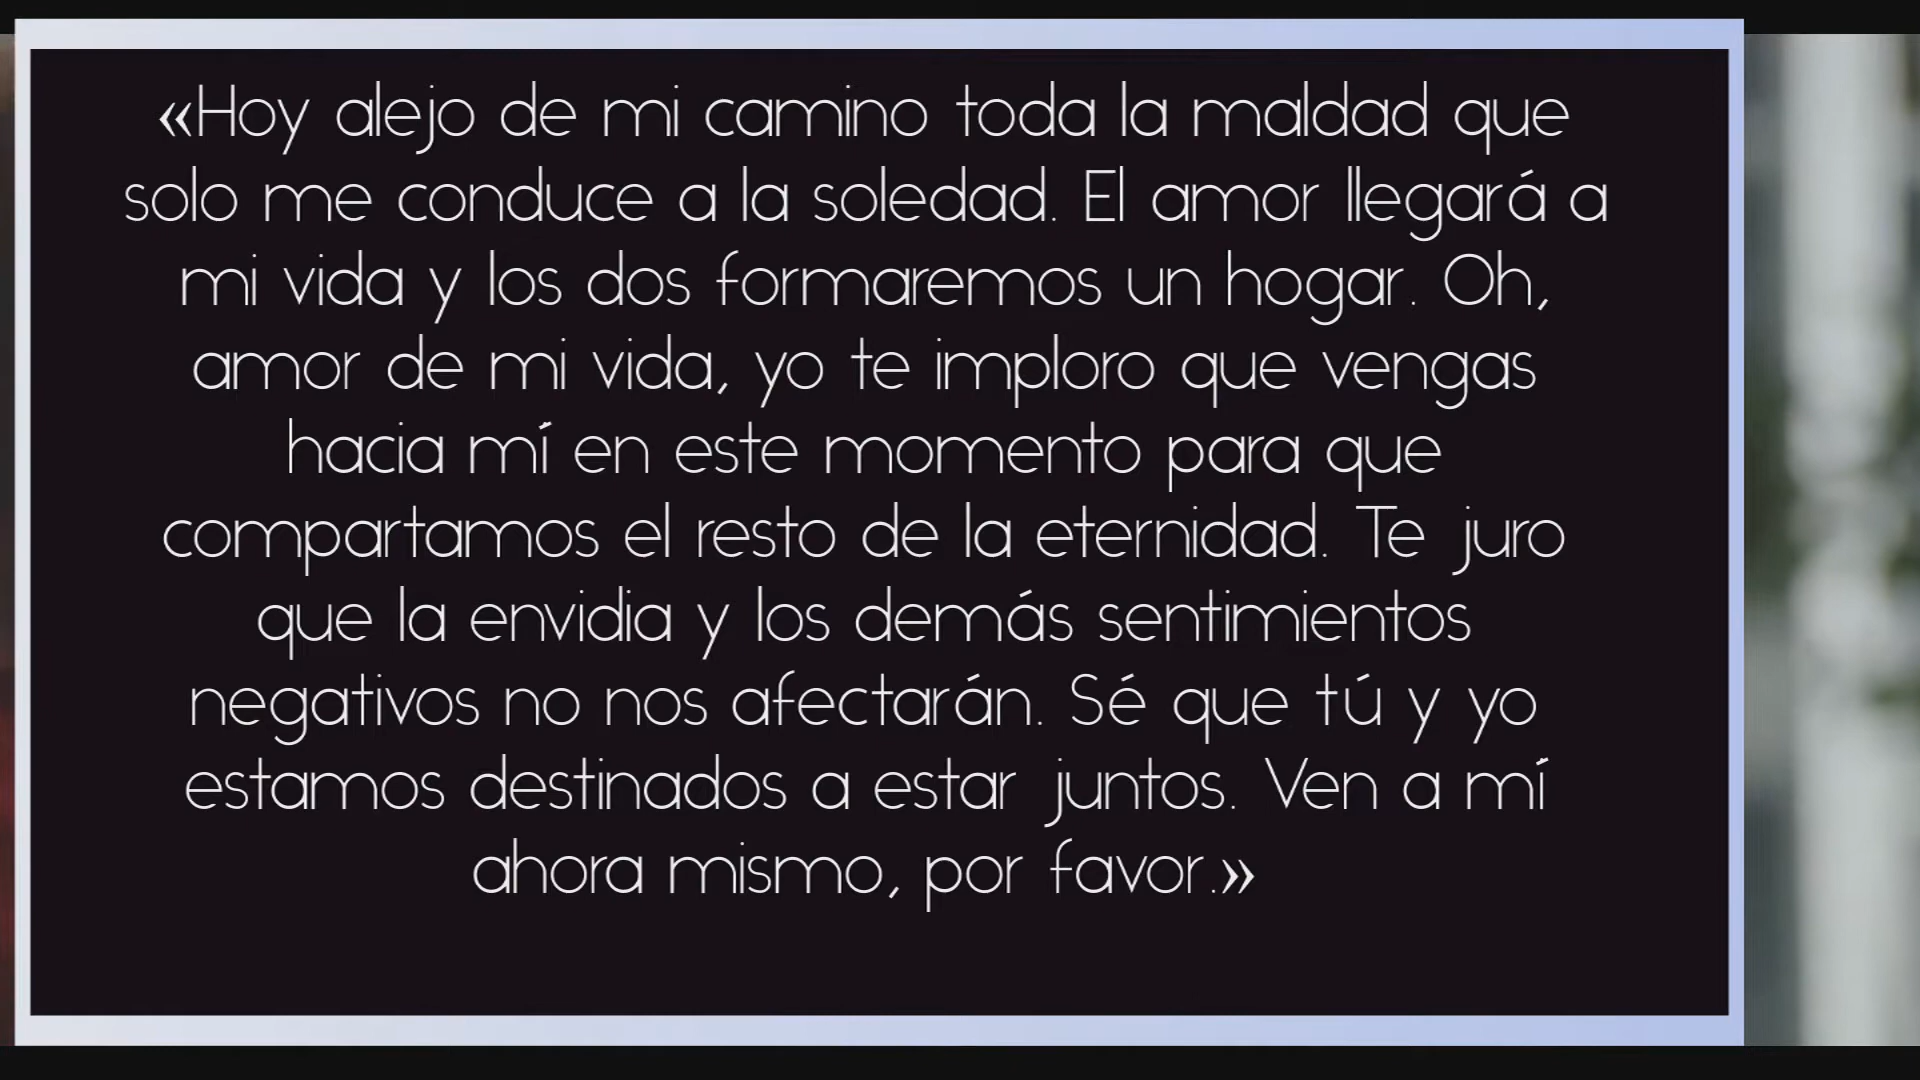 «Hoy alejo de mi camino toda la maldad que
solo me conduce a la soledad. El amor llegará a
mi vida y los dos formaremos un hogar. Oh,
amor de mi vida, yo te imploro que vengas
hacia mí en este momento para que
compartamos el resto de la eternidad. Te juro
que la envidia y los demás sentimientos
negativos no nos afectarán. Sé que tú y yo
estamos destinados a estar juntos. Ven a mí
ahora mismo, por favor.»